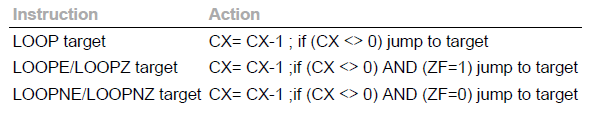 Instruction Action
LOOP target CX= CX-1 ; if (CX <> 0) jump to target
LOOPE/LOOPZ target CX= CX-1 ;if (CX <> 0) AND (ZF=1) jump to target
LOOPNE/LOOPNZ target CX= CX-1 ;if (CX <> 0) AND (ZF=0) jump to target